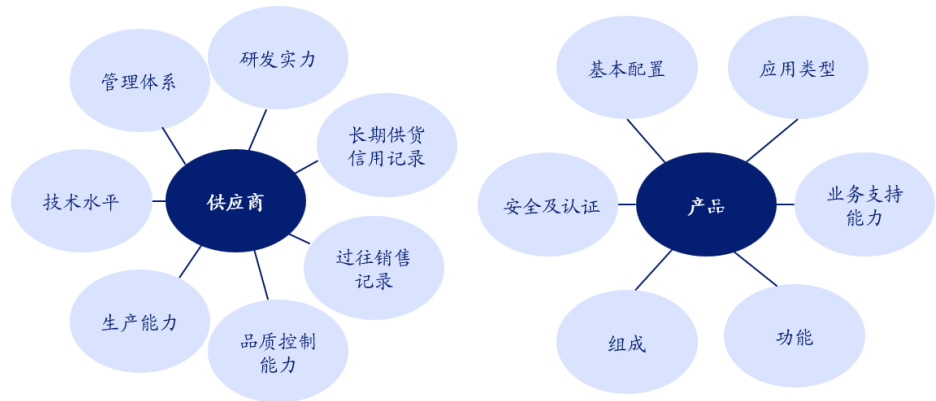 研发实力
管理体系
长期供货
信用记录
技术水平
供应商
过往销售
记录
生产能力
品质控制
能力
基本配置
应用类型
安全及认证
产品
业务支持
能力
组成
功能